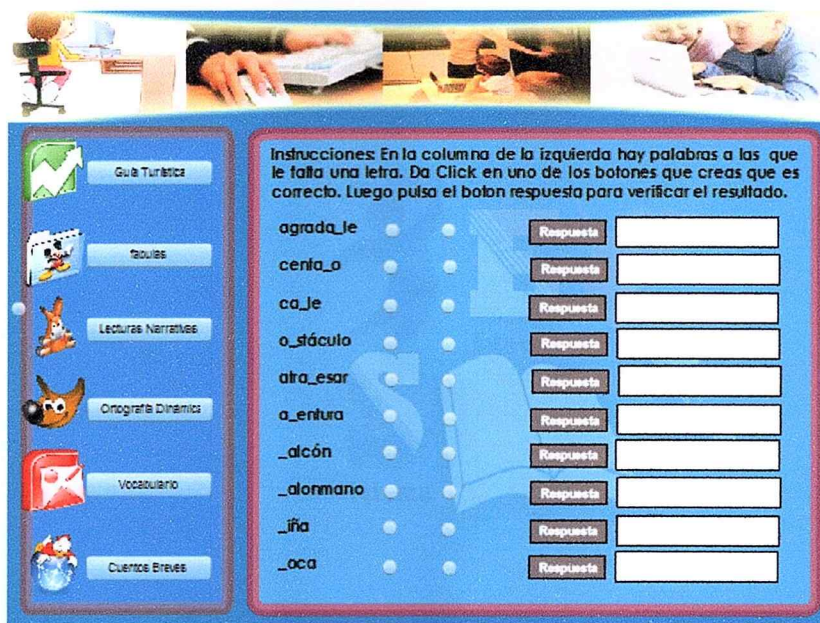 Instrucciones: En la columna de la izquierda hay palabras a las que
le falta una letra. Da Click en uno de los botones que creas que es
correcto. Luego pulsa el boton respuesta para verificar el resultado.
Guía Turística
fabulas
Lecturas Narrativas
Ortografía Dinámica
Vocabulario
Cuentos Breves
agrada_le Respuesta
centa_o Respuesta
ca_le Respuesta
o_stáculo Respuesta
atra_esar Respuesta
a_entura Respuesta
_alcón Respuesta
_alonmano Respuesta
_iña Respuesta
_oca Respuesta